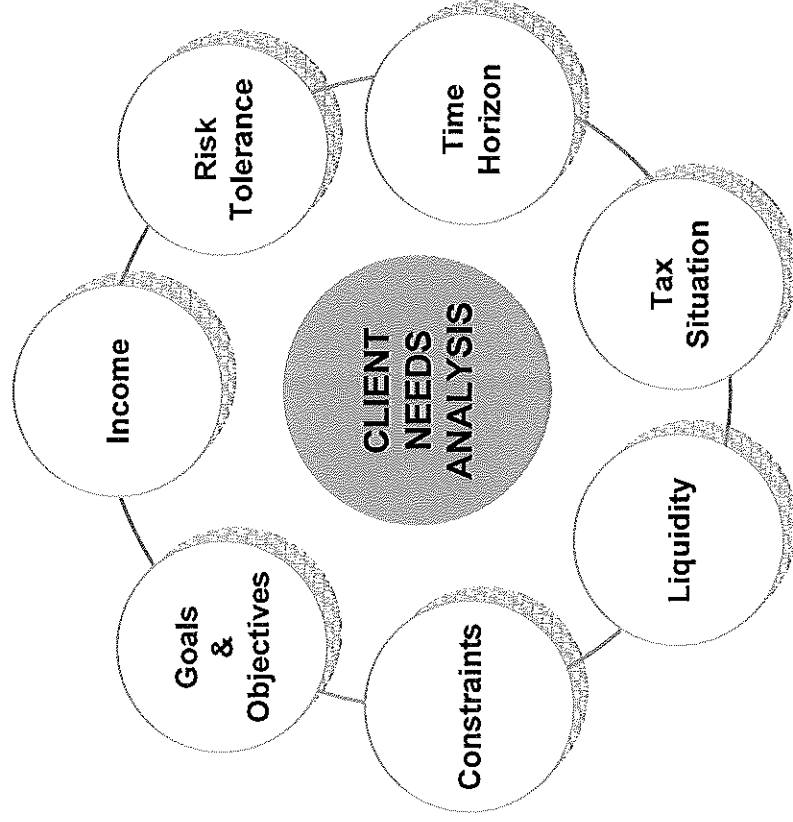 CLIENT
NEEDS
ANALYSIS
Income
Risk
Tolerance
Time
Horizon
Tax
Situation
Liquidity
Constraints
Goals
&
Objectives